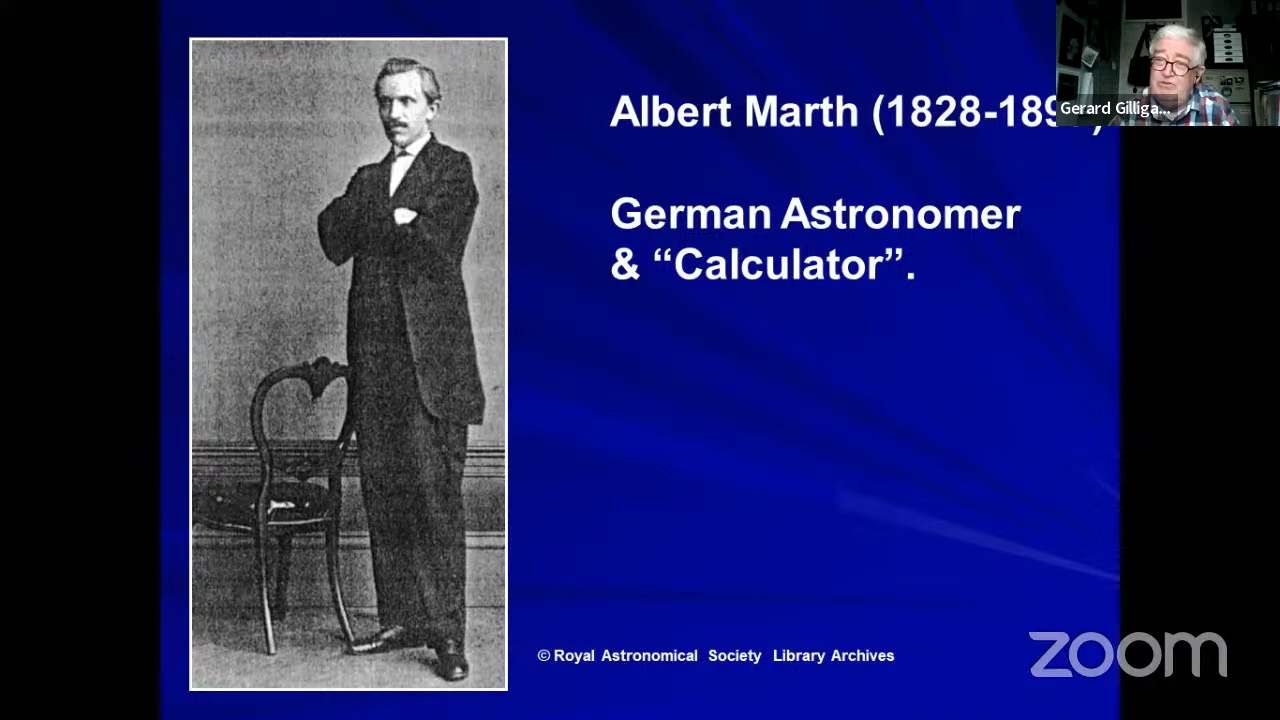 Albert Marth (1828-189
German Astronomer
& “Calculator”.
Gerard Gilliga...
© Royal Astronomical Society Library Archives
zoom